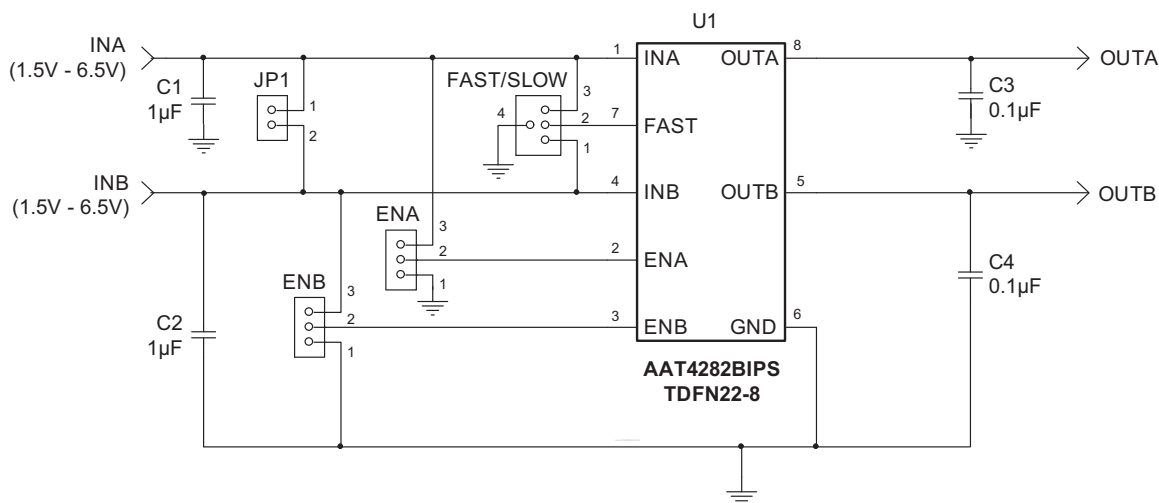 U1
INA
(1.5V - 6.5V)
C1
1µF
JP1
1
2
FAST/SLOW
3
4
2
1
1
INA
OUTA
8
OUTA
C3
0.1µF
7
FAST
INB
(1.5V - 6.5V)
4
INB
OUTB
5
OUTB
ENA
3
2
1
2
ENA
C4
0.1µF
ENB
3
2
1
3
ENB
GND
6
C2
1µF
AAT4282BIPS
TDFN22-8